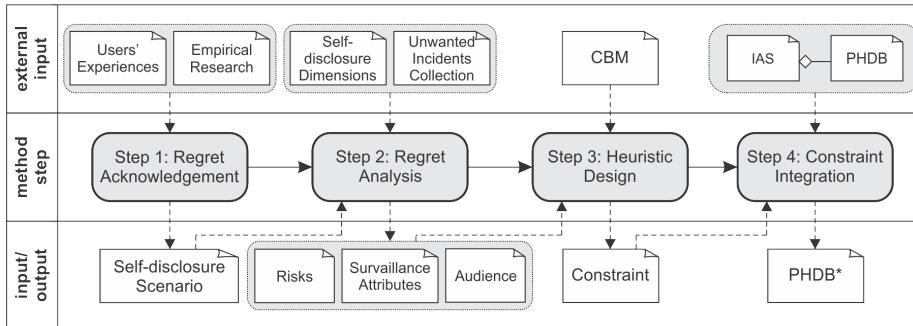 external
input
Users'
Experiences
Empirical
Research
Self-
disclosure
Dimensions
Unwanted
Incidents
Collection
CBM
IAS
PHDB
method
step
Step 1: Regret
Acknowledgement
Step 2: Regret
Analysis
Step 3: Heuristic
Design
Step 4: Constraint
Integration
input/
output
Self-disclosure
Scenario
Risks
Survaillance
Attributes
Audience
Constraint
PHDB*